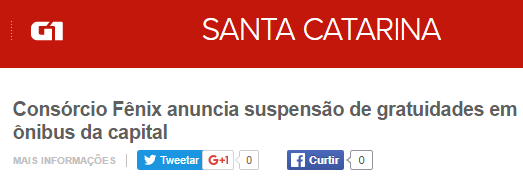 G1
SANTA CATARINA
Consórcio Fênix anuncia suspensão de gratuidades em
ônibus da capital
MAIS INFORMAÇÕES
Tweetar
G+1
0
f Curtir
0